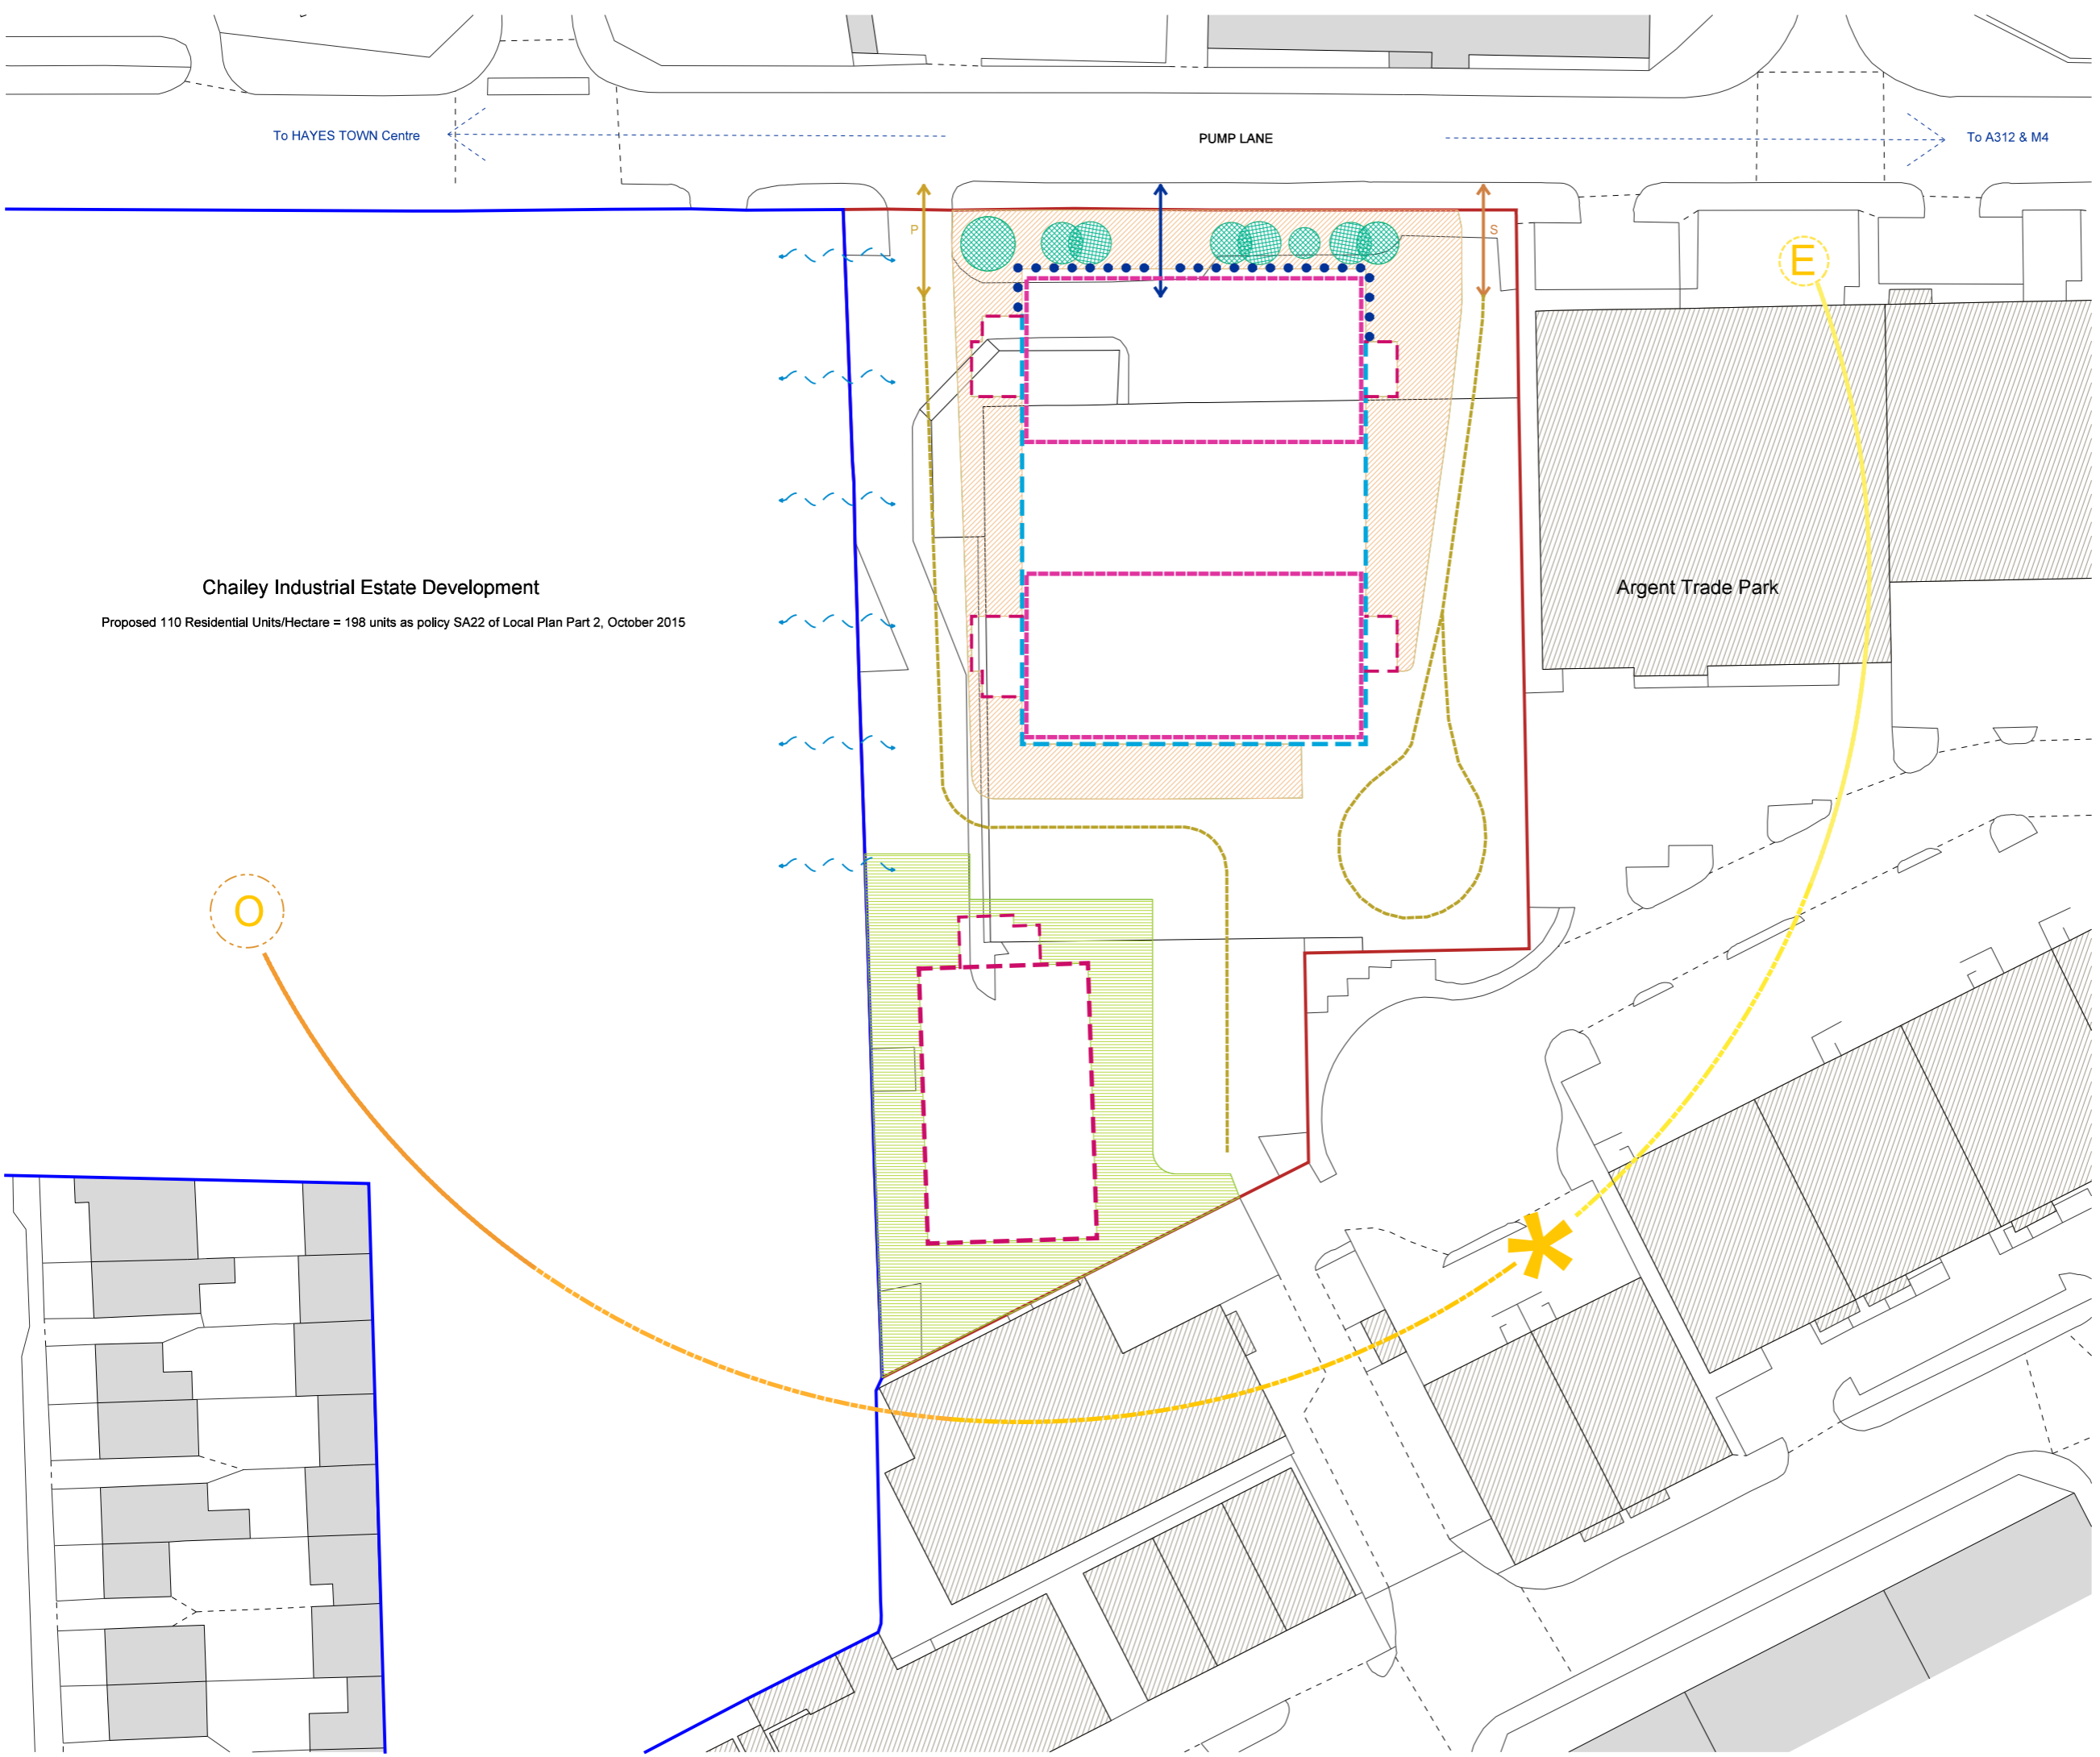 To HAYES TOWN Centre
PUMP LANE
To A312 & M4
P
S
E
Chailey Industrial Estate Development
Argent Trade Park
Proposed 110 Residential Units/Hectare = 198 units as policy SA22 of Local Plan Part 2, October 2015
O